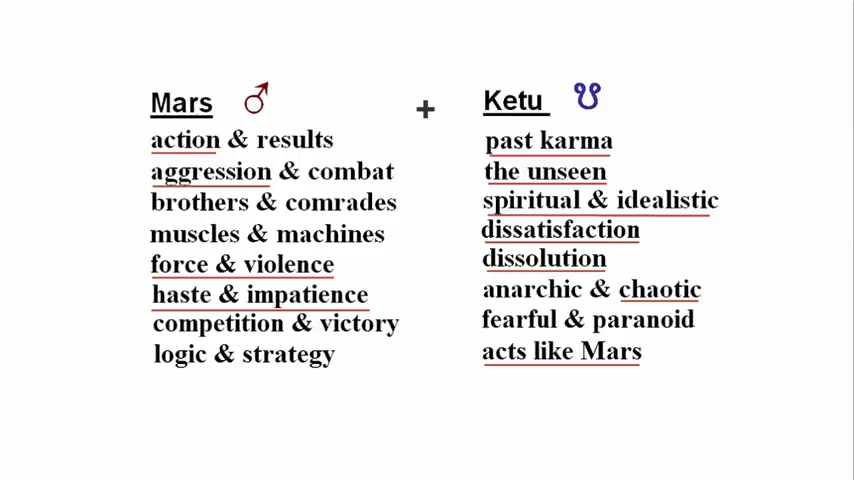 Mars ♂ + Ketu ☋
action & results
aggression & combat
brothers & comrades
muscles & machines
force & violence
haste & impatience
competition & victory
logic & strategy
past karma
the unseen
spiritual & idealistic
dissatisfaction
dissolution
anarchic & chaotic
fearful & paranoid
acts like Mars